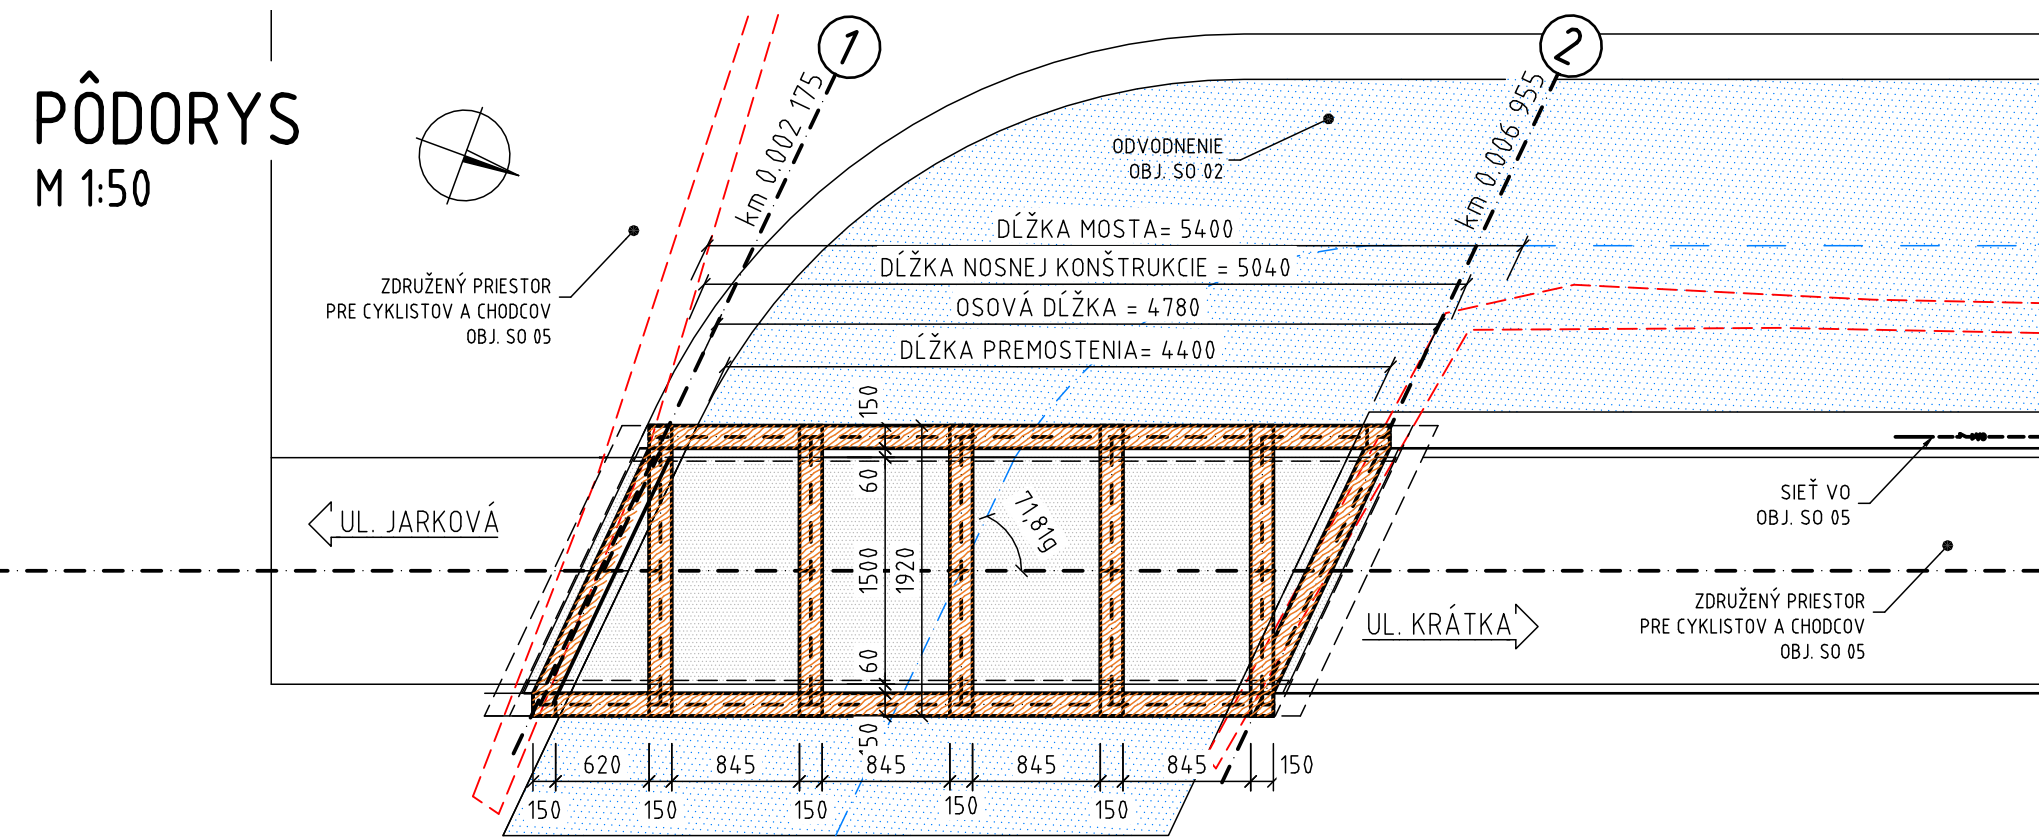 PÔDORYS
M 1:50
1
2
km 0,002 175
km 0,006 955
ODVODNENIE
OBJ. SO 02
ZDRUŽENÝ PRIESTOR
PRE CYKLISTOV A CHODCOV
OBJ. SO 05
DĹŽKA MOSTA= 5400
DĹŽKA NOSNEJ KONŠTRUKCIE = 5040
OSOVÁ DĹŽKA = 4780
DĹŽKA PREMOSTENIA= 4400
150
60
1500
1920
60
150
71,81g
UL. JARKOVÁ
UL. KRÁTKA
SIEŤ VO
OBJ. SO 05
ZDRUŽENÝ PRIESTOR
PRE CYKLISTOV A CHODCOV
OBJ. SO 05
620 845 845 845 845 150
150 150 150 150 150